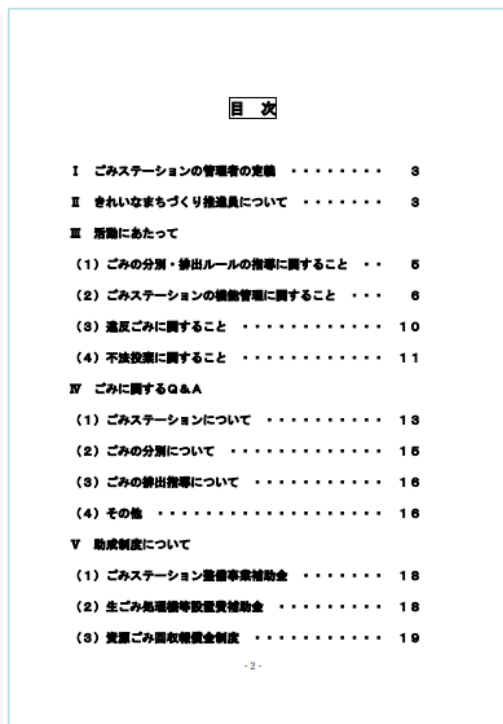 目 次
Ⅰ ごみステーションの管理者の定義 ・・・・・・・・ 3
Ⅱ きれいなまちづくり推進員について ・・・・・・・ 3
Ⅲ 活動にあたって
(1)ごみの分別・排出ルールの指導に関すること ・・ 5
(2)ごみステーションの機能管理に関すること ・・・ 6
(3)違反ごみに関すること ・・・・・・・・・・・・ 10
(4)不法投棄に関すること ・・・・・・・・・・・・ 11
Ⅳ ごみに関するQ&A
(1)ごみステーションについて ・・・・・・・・・・ 13
(2)ごみの分別について ・・・・・・・・・・・・・ 15
(3)ごみの排出指導について ・・・・・・・・・・・ 16
(4)その他 ・・・・・・・・・・・・・・・・・・・ 16
Ⅴ 助成制度について
(1)ごみステーション整備事業補助金 ・・・・・・・ 18
(2)生ごみ処理機等設置費補助金 ・・・・・・・・・ 18
(3)資源ごみ回収報償金制度 ・・・・・・・・・・・ 19
- 2 -